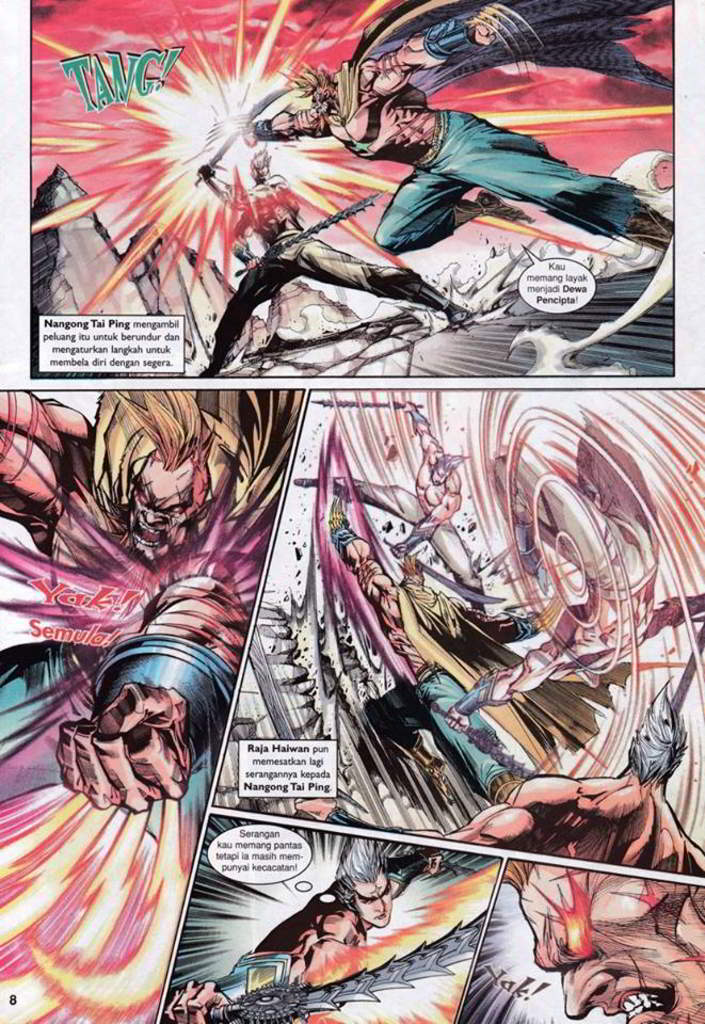 TANG!
Kau
memang layak
menjadi Dewa
Pencipta!
Nangong Tai Ping mengambil
peluang itu untuk berundur dan
mengaturkan langkah untuk
membela diri dengan segera.
Yak!!
Semula!
Raja Haiwan pun
memesatkan lagi
serangannya kepada
Nangong Tai Ping.
Serangan
kau memang pantas
tetapi ia masih mem-
punyai kecacatan!
Yak!
8